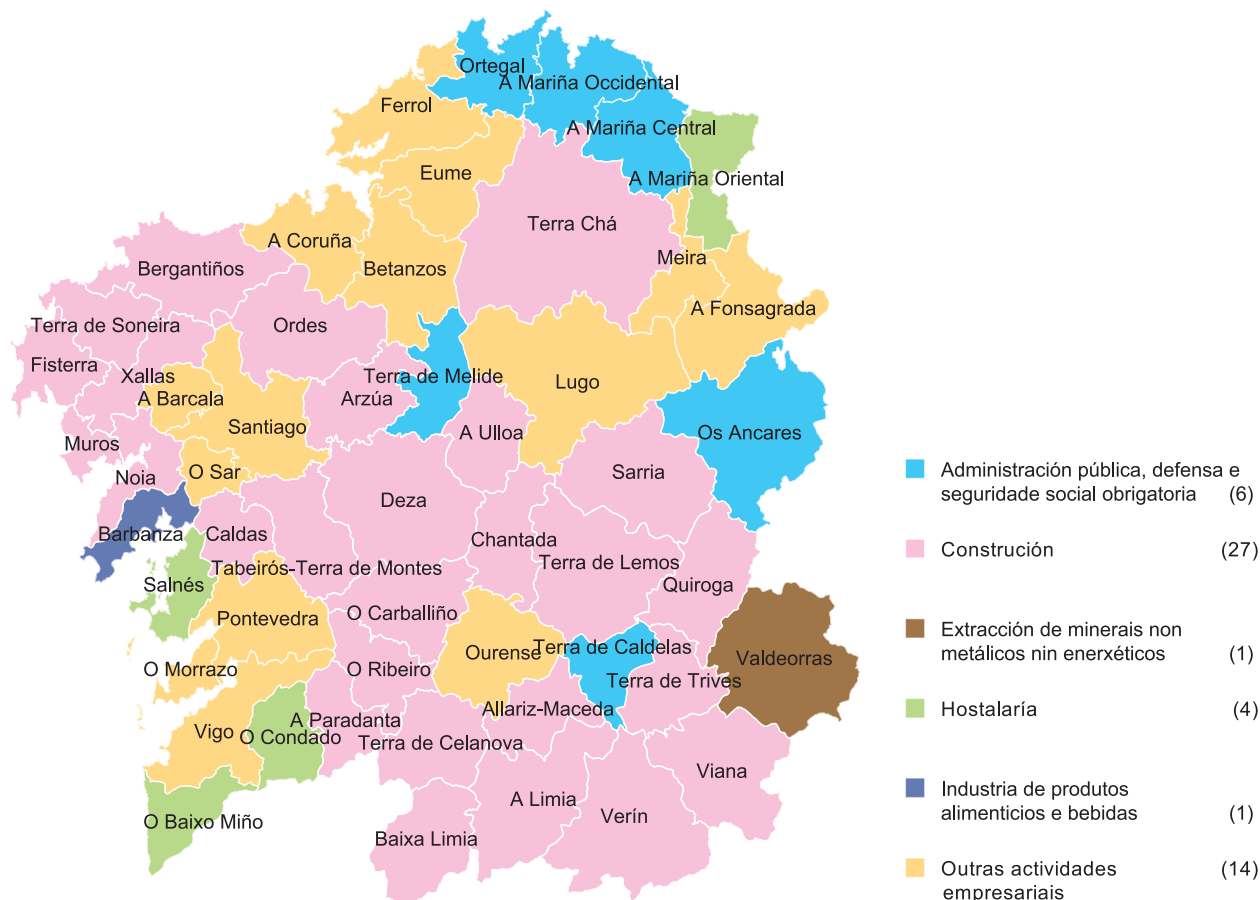 Ortegal
A Mariña Occidental
Ferrol
A Mariña Central
Eume
A Mariña Oriental
Terra Chá
A Coruña
Betanzos
Meira
Bergantiños
A Fonsagrada
Terra de Soneira
Ordes
Fisterra
Xallas
Terra de Melide
Lugo
A Barcala
Arzúa
Santiago
A Ulloa
Os Ancares
Muros
Noia
O Sar
Sarria
Deza
Barbanza
Caldas
Chantada
Tabeirós-Terra de Montes
Terra de Lemos
Salnés
Quiroga
O Carballiño
Pontevedra
Ourense
Terra de Caldelas
Valdeorras
O Morrazo
O Ribeiro
Terra de Trives
Allariz-Maceda
A Paradanta
Vigo
O Condado
Terra de Celanova
Viana
A Limia
O Baixo Miño
Verín
Baixa Limia
Administración pública, defensa e
seguridade social obrigatoria (6)
Construción (27)
Extracción de minerais non
metálicos nin enerxéticos (1)
Hostalaría (4)
Industria de produtos
alimenticios e bebidas (1)
Outras actividades (14)
empresariais